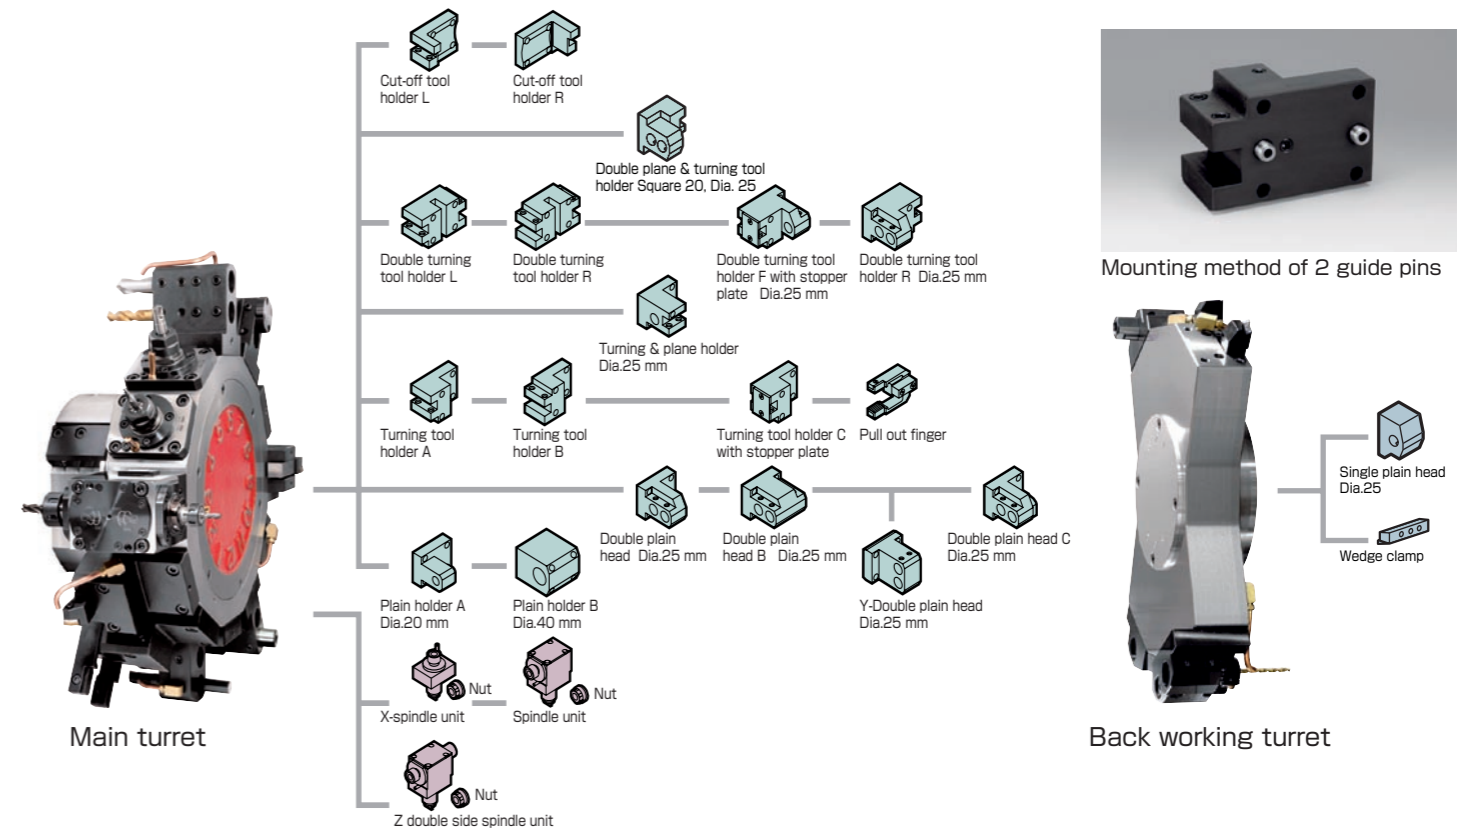 Cut-off tool
holder L
Cut-off tool
holder R
Double plane & turning tool
holder Square 20, Dia. 25
Double turning
tool holder L
Double turning
tool holder R
Double turning tool
holder F with stopper
plate Dia.25 mm
Double turning tool
holder R Dia.25 mm
Turning & plane holder
Dia.25 mm
Turning tool
holder A
Turning tool
holder B
Turning tool holder C
with stopper plate
Pull out finger
Double plain
head Dia.25 mm
Double plain
head B Dia.25 mm
Double plain head C
Dia.25 mm
Plain holder A
Dia.20 mm
Plain holder B
Dia.40 mm
Y-Double plain head
Dia.25 mm
Nut
X-spindle unit
Nut
Spindle unit
Nut
Z double side spindle unit
Main turret
Mounting method of 2 guide pins
Single plain head
Dia.25
Wedge clamp
Back working turret